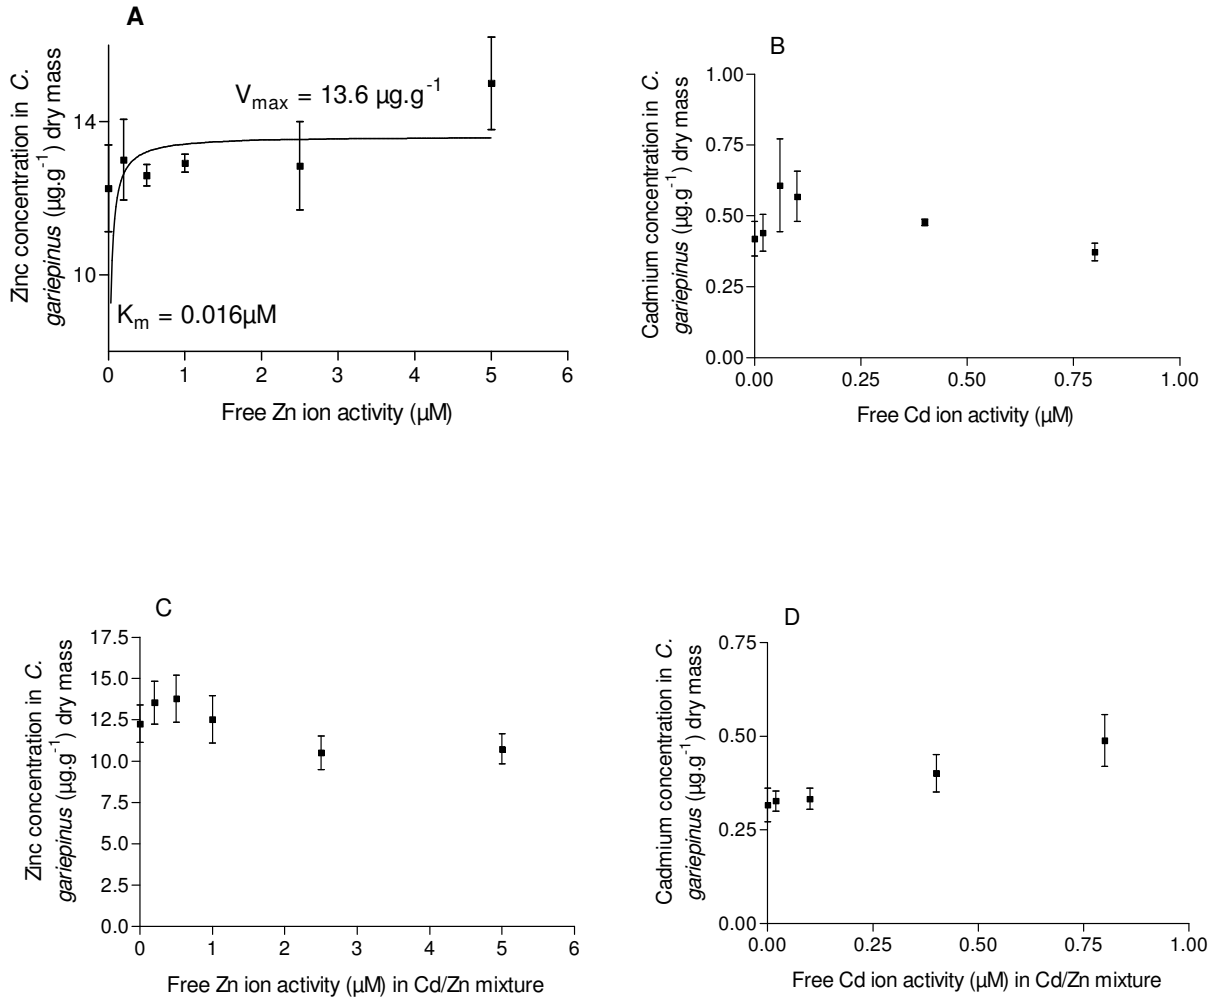 A
Zinc concentration in C.
gariepinus (µg.g-1) dry mass
14
10
Vmax = 13.6 µg.g-1
Km = 0.016µM
0 1 2 3 4 5 6
Free Zn ion activity (µM)
B
Cadmium concentration in C.
gariepinus (µg.g-1) dry mass
1.00
0.75
0.50
0.25
0.00
0.00 0.25 0.50 0.75 1.00
Free Cd ion activity (µM)
C
Zinc concentration in C.
gariepinus (µg.g-1) dry mass
17.5
15.0
12.5
10.0
7.5
5.0
2.5
0.0
0 1 2 3 4 5 6
Free Zn ion activity (µM) in Cd/Zn mixture
D
Cadmium concentration in C.
gariepinus (µg.g-1) dry mass
0.75
0.50
0.25
0.00
0.00 0.25 0.50 0.75 1.00
Free Cd ion activity (µM) in Cd/Zn mixture